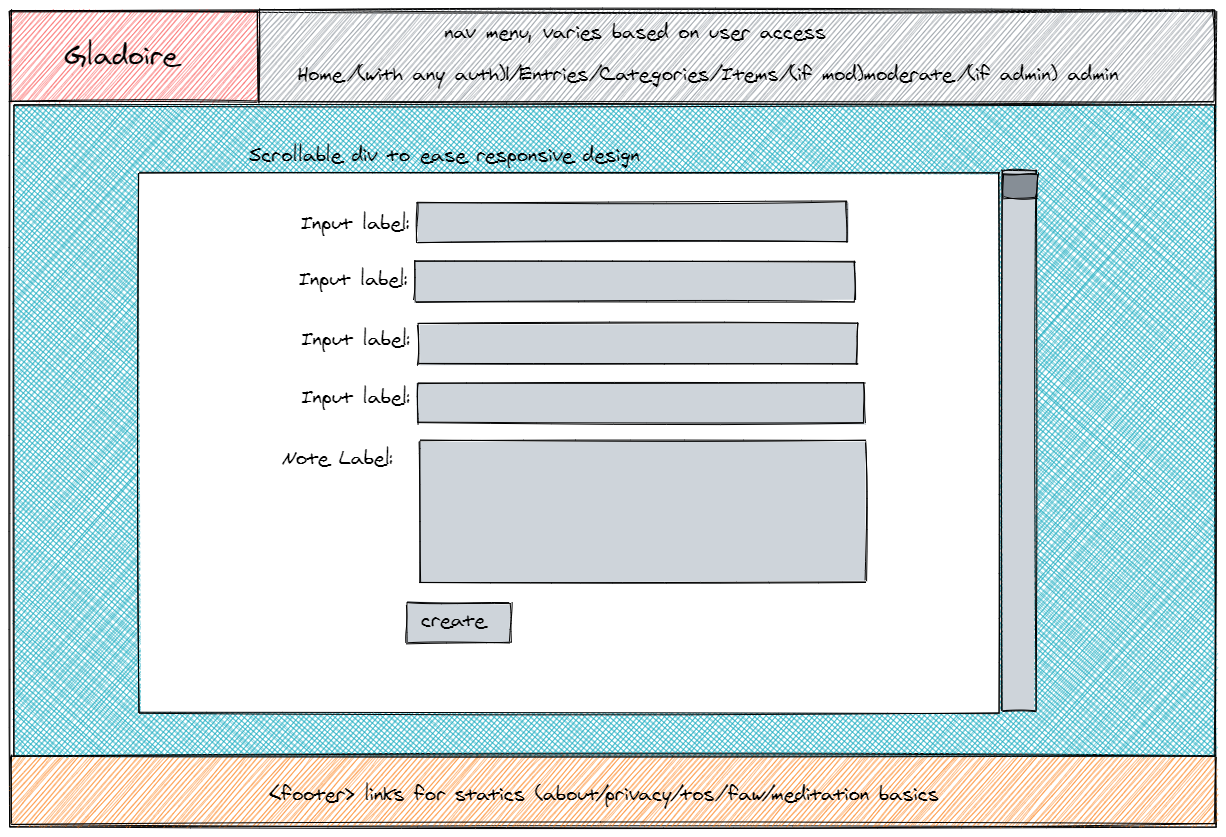 Gladoire
nav menu, varies based on user access
Home/(with any auth)|/Entries/Categories/Items/(if mod)moderate/(if admin) admin
Scrollable div to ease responsive design
Input label:
Input label:
Input label:
Input label:
Note Label:
create
<footer> links for statics (about/privacy/tos/faw/meditation basics